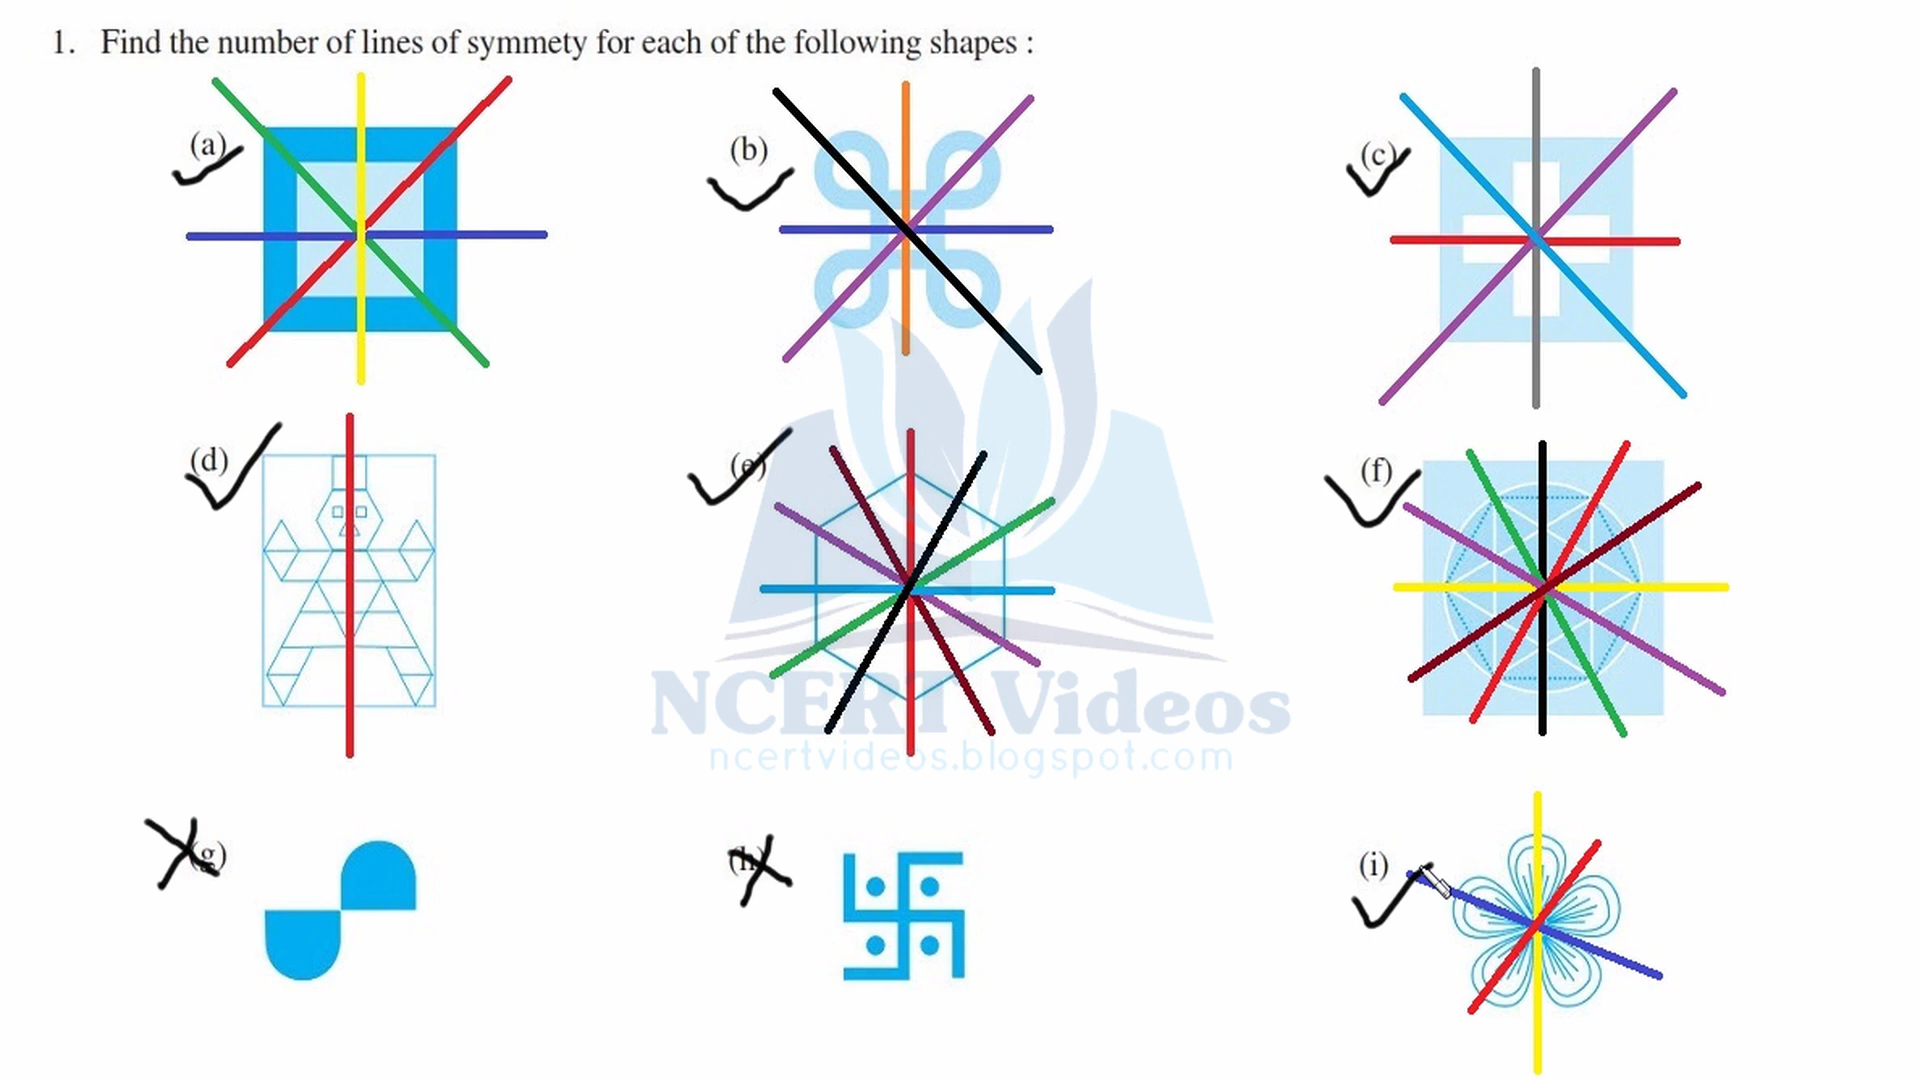 1. Find the number of lines of symmety for each of the following shapes :
(a) (b) (c)
(d) (e) (f)
NCERT Videos
ncertvideos.blogspot.com
(g) (h) (i)